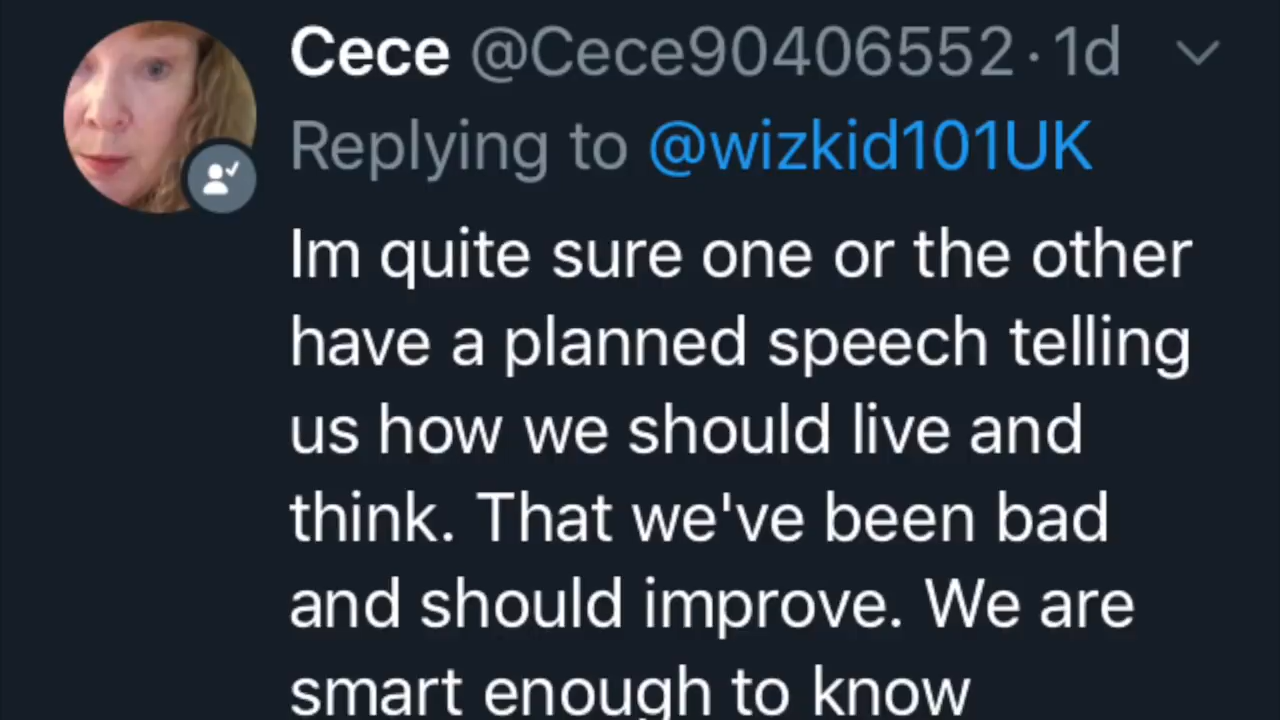 Cece @Cece90406552 · 1d
Replying to @wizkid101UK
Im quite sure one or the other
have a planned speech telling
us how we should live and
think. That we've been bad
and should improve. We are
smart enough to know